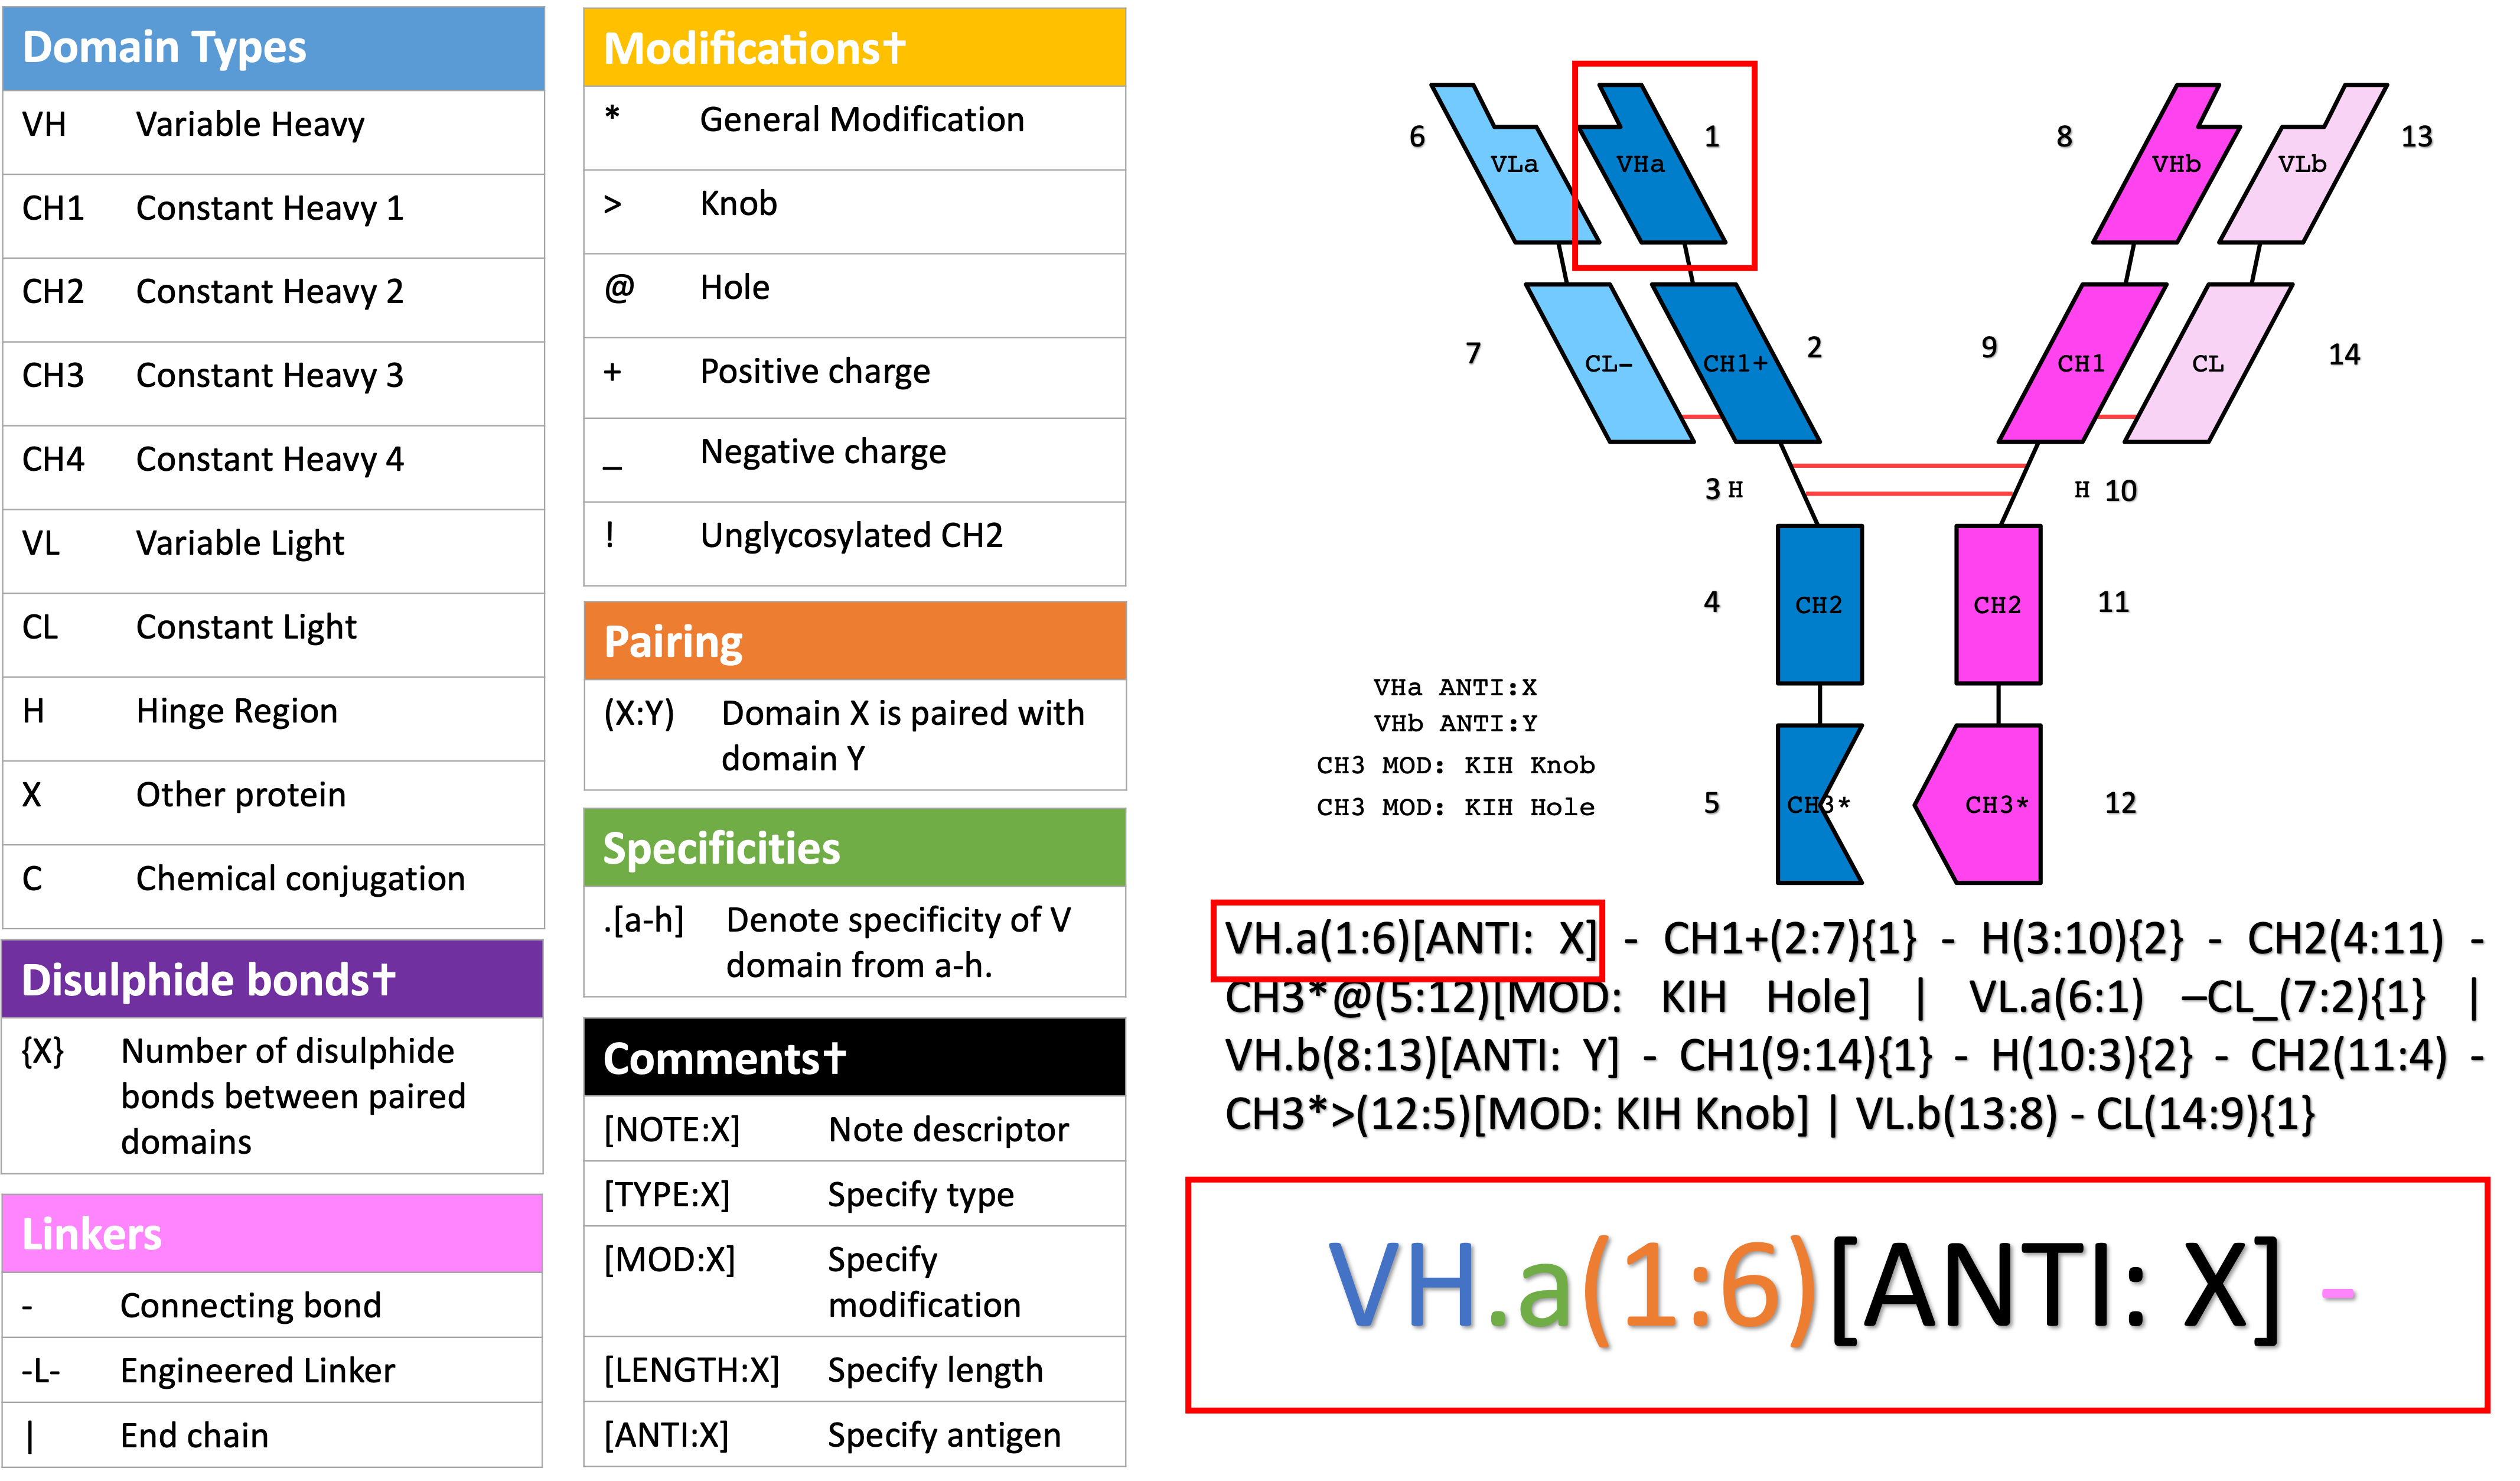 Domain Types
VH Variable Heavy
CH1 Constant Heavy 1
CH2 Constant Heavy 2
CH3 Constant Heavy 3
CH4 Constant Heavy 4
VL Variable Light
CL Constant Light
H Hinge Region
X Other protein
C Chemical conjugation
Disulphide bonds†
{X} Number of disulphide
bonds between paired
domains
Linkers
- Connecting bond
-L- Engineered Linker
| End chain
Modifications†
* General Modification
> Knob
@ Hole
+ Positive charge
_ Negative charge
! Unglycosylated CH2
Pairing
(X:Y) Domain X is paired with
domain Y
Specificities
.[a-h] Denote specificity of V
domain from a-h.
Comments†
[NOTE:X] Note descriptor
[TYPE:X] Specify type
[MOD:X] Specify
modification
[LENGTH:X] Specify length
[ANTI:X] Specify antigen
6 VLa VHa 1 8 VHb VLb 13
7 CL- CH1+ 2 9 CH1 CL 14
3 H H 10
4 CH2 CH2 11
VHa ANTI:X
VHb ANTI:Y
CH3 MOD: KIH Knob
CH3 MOD: KIH Hole
5 CH3* CH3* 12
VH.a(1:6)[ANTI: X] - CH1+(2:7){1} - H(3:10){2} - CH2(4:11) -
CH3*@(5:12)[MOD: KIH Hole] | VL.a(6:1) –CL_(7:2){1} |
VH.b(8:13)[ANTI: Y] - CH1(9:14){1} - H(10:3){2} - CH2(11:4) -
CH3*>(12:5)[MOD: KIH Knob] | VL.b(13:8) - CL(14:9){1}
VH.a(1:6)[ANTI: X] -